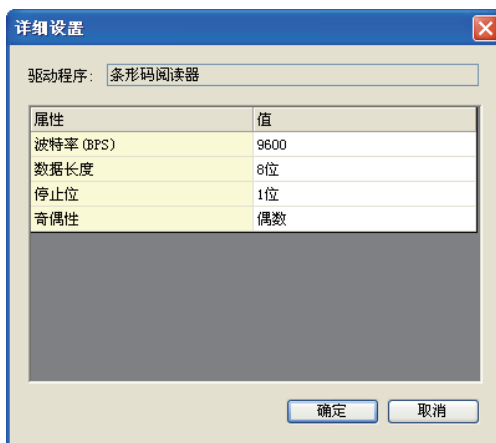 详细设置
驱动程序: 条形码阅读器
属性 值
波特率(BPS) 9600
数据长度 8位
停止位 1位
奇偶性 偶数
确定 取消